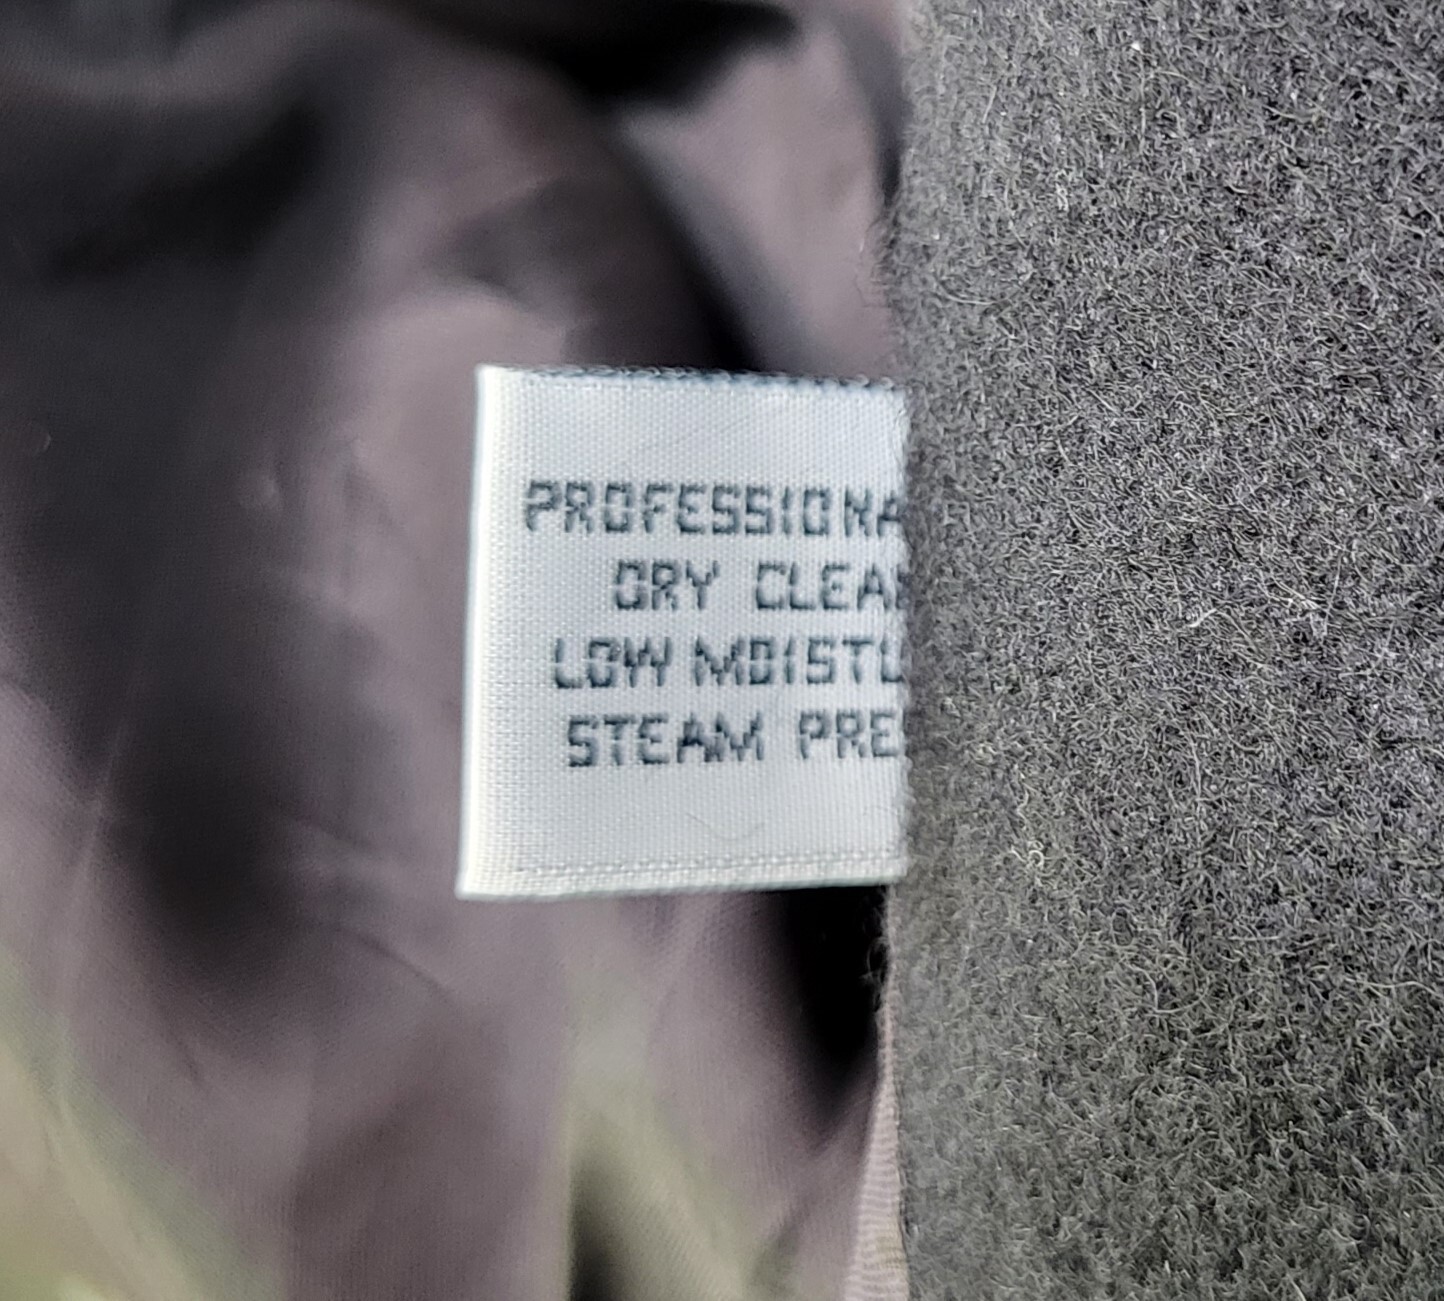 PROFESSIONA
DRY CLEA
LOW MOISTU
STEAM PRE